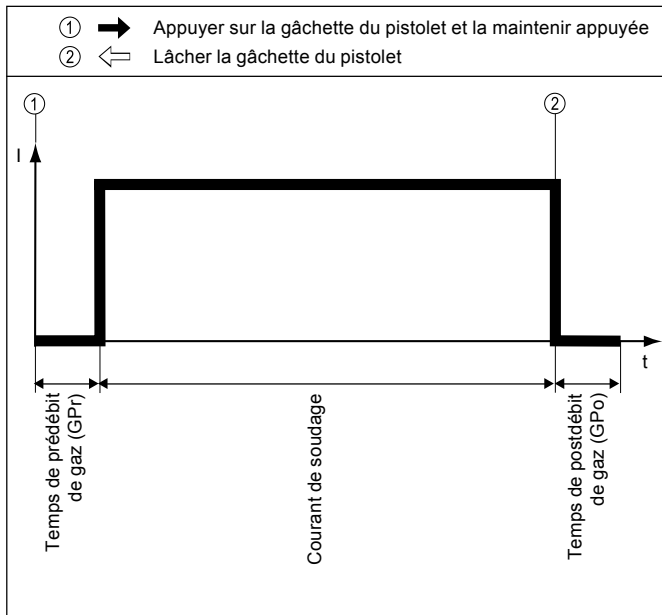 ① Appuyer sur la gâchette du pistolet et la maintenir appuyée
② Lâcher la gâchette du pistolet
① ②
I
t
Temps de prédébit
de gaz (GPr)
Courant de soudage
Temps de postdébit
de gaz (GPo)